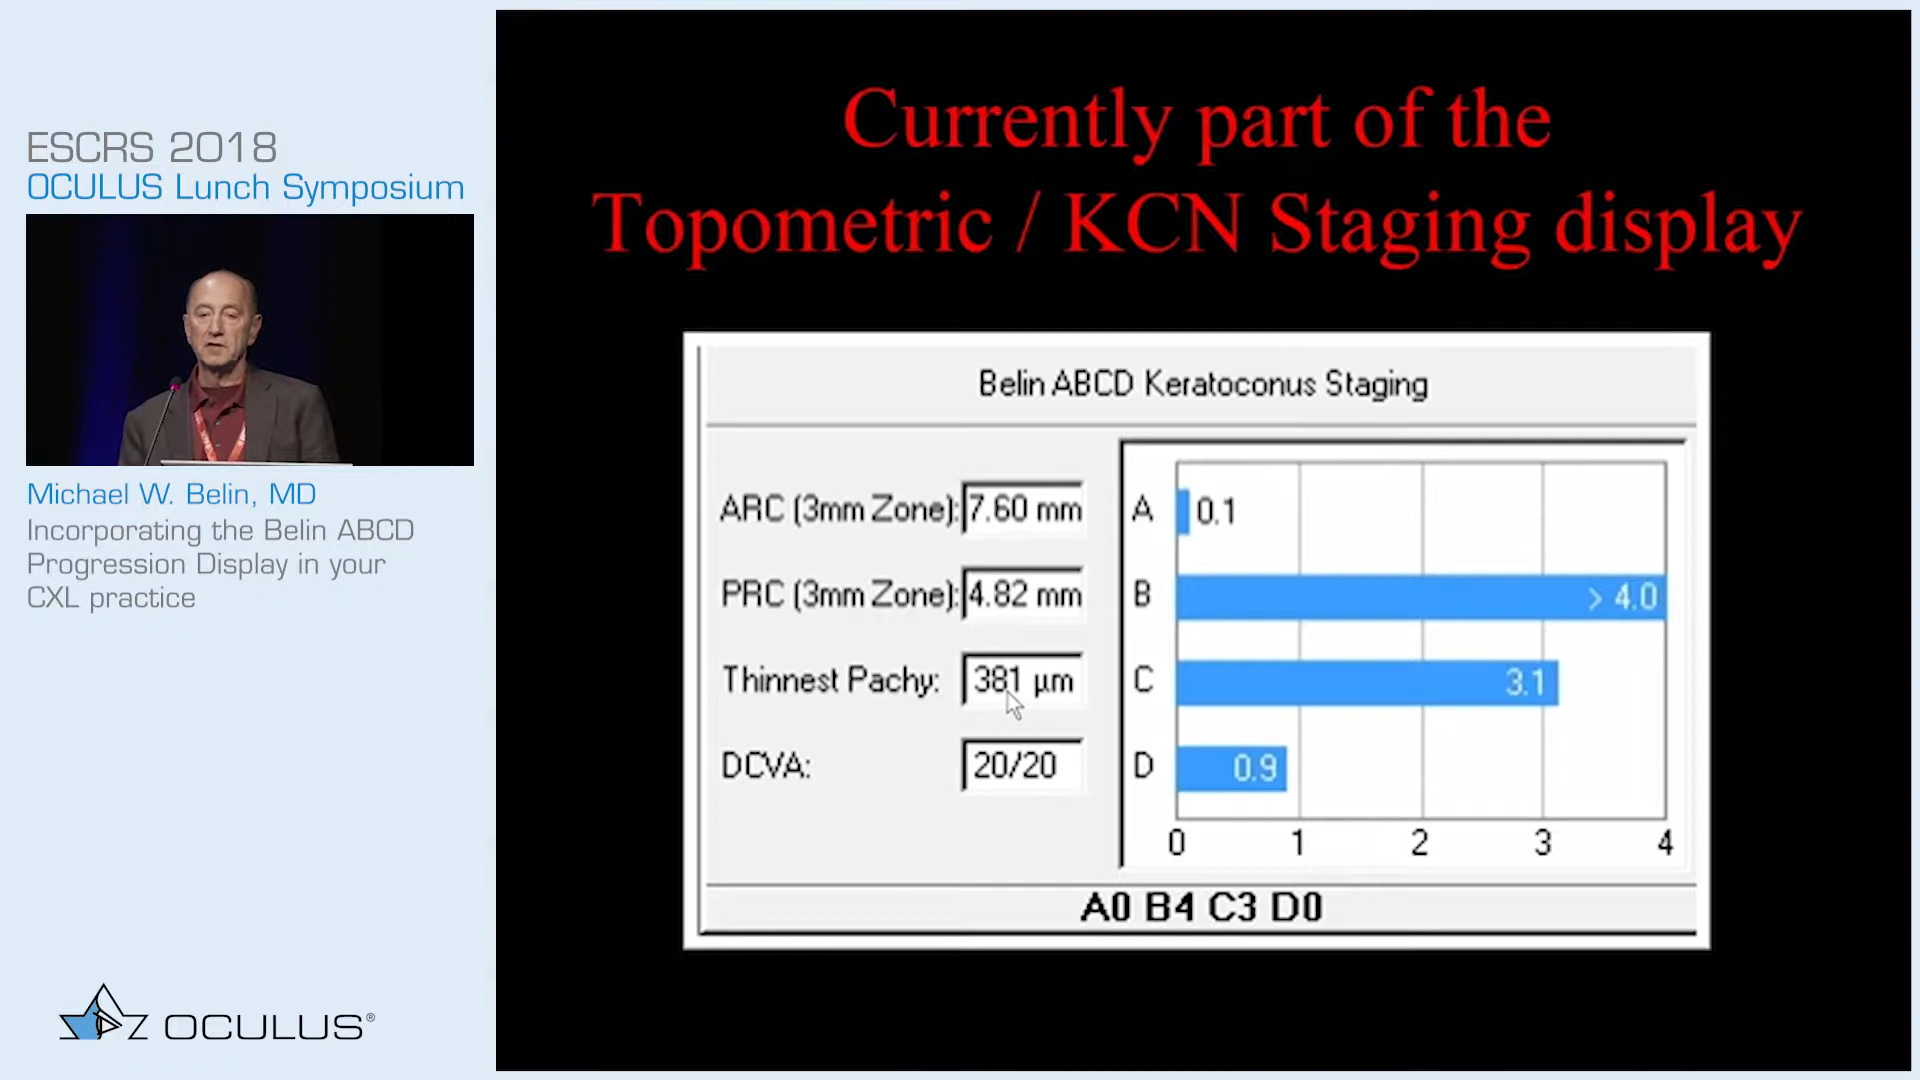 ESCRS 2018
OCULUS Lunch Symposium
Michael W. Belin, MD
Incorporating the Belin ABCD
Progression Display in your
CXL practice
OCULUS®
Currently part of the
Topometric / KCN Staging display
Belin ABCD Keratoconus Staging
ARC (3mm Zone): 7.60 mm
PRC (3mm Zone): 4.82 mm
Thinnest Pachy: 381 µm
DCVA: 20/20
A 0.1
B > 4.0
C 3.1
D 0.9
0 1 2 3 4
A0 B4 C3 D0